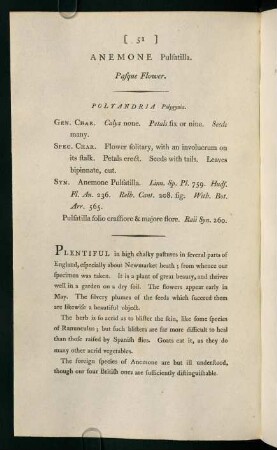 [ 51 ]
ANEMONE Pulſatilla.
Paſque Flower.
POLYANDRIA Polygynia.
GEN. CHAR. Calyx none. Petals ſix or nine. Seeds
many.
SPEC. CHAR. Flower ſolitary, with an involucrum on
its ſtalk. Petals erect. Seeds with tails. Leaves
bipinnate, cut.
SYN. Anemone Pulſatilla. Linn. Sp. Pl. 759. Hudſ.
Fl. An. 236. Relh. Cant. 208. fig. With. Bot.
Arr. 565.
Pulſatilla folio craſſiore & majore flore. Raii Syn. 260.
PLENTIFUL in high chalky paſtures in ſeveral parts of
England, eſpecially about Newmarket heath; from whence our
ſpecimen was taken. It is a plant of great beauty, and thrives
well in a garden on a dry ſoil. The flowers appear early in
May. The ſilvery plumes of the ſeeds which ſucceed them
are likewiſe a beautiful object.
The herb is ſo acrid as to bliſter the ſkin, like ſome ſpecies
of Ranunculus; but ſuch bliſters are far more difficult to heal
than thoſe raiſed by Spaniſh flies. Goats eat it, as they do
many other acrid vegetables.
The foreign ſpecies of Anemone are but ill underſtood,
though our four Britiſh ones are ſufficiently diſtinguiſhable.